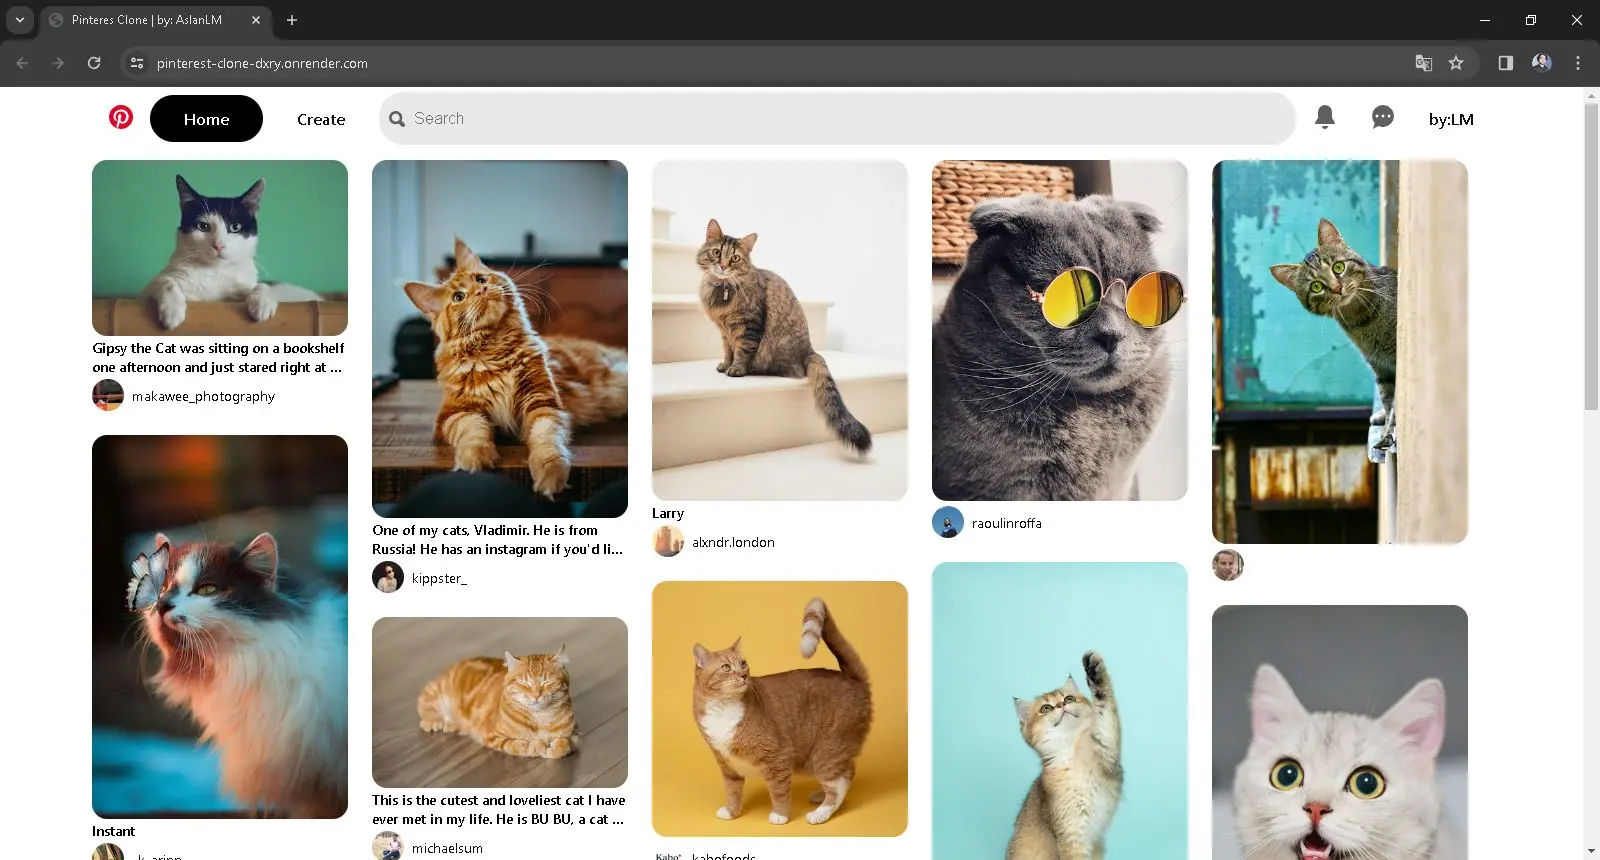 Pinteres Clone | by: AslanLM
pinterest-clone-dxry.onrender.com
Home
Create
Search
by:LM
Gipsy the Cat was sitting on a bookshelf
one afternoon and just stared right at ...
makawee_photography
One of my cats, Vladimir. He is from
Russia! He has an instagram if you'd li...
kippster_
Larry
alxndr.london
raoulinroffa
Instant
This is the cutest and loveliest cat I have
ever met in my life. He is BU BU, a cat ...
michaelsum
Kabo
kabofoods